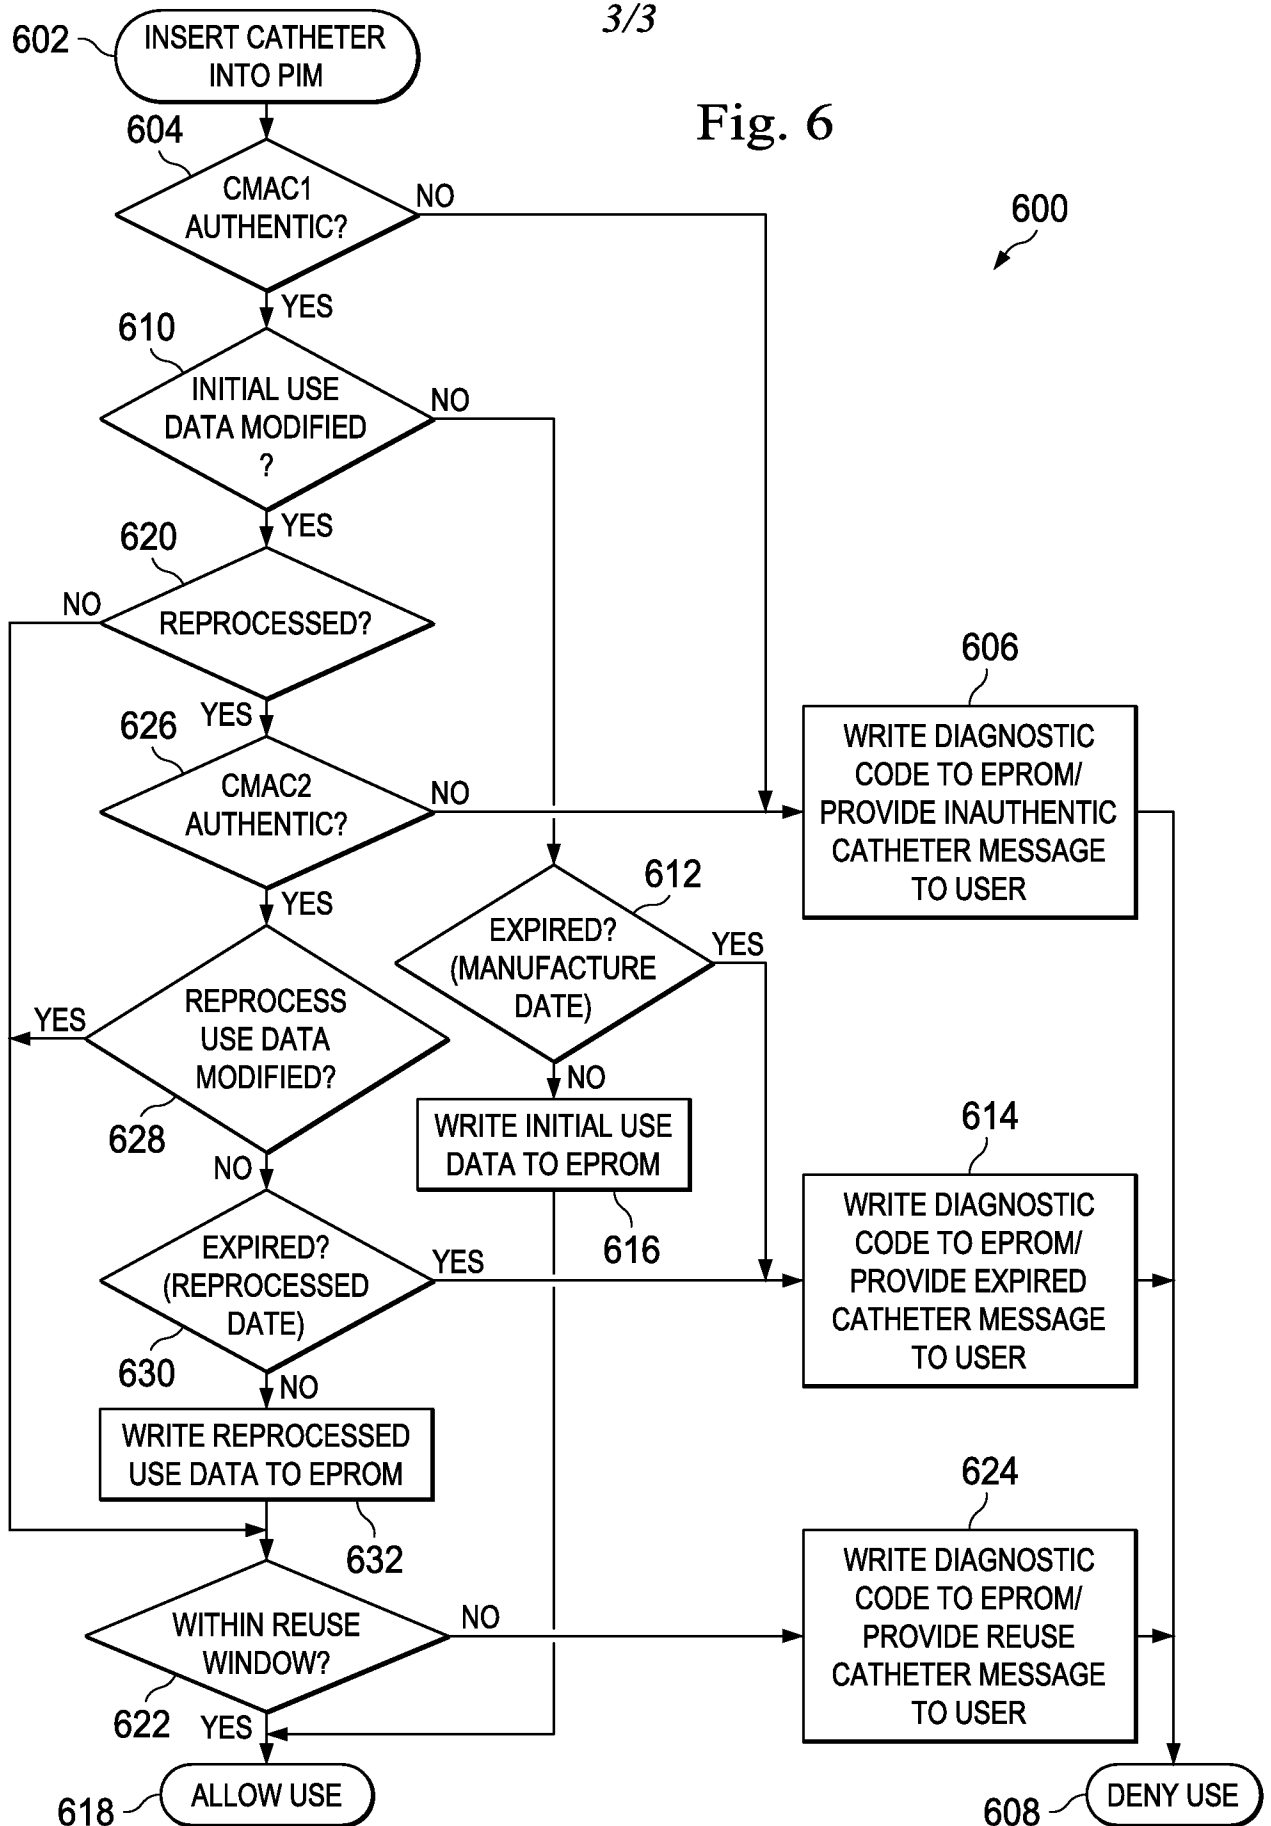 3/3
Fig. 6
600
602
INSERT CATHETER
INTO PIM
604
CMAC1
AUTHENTIC?
NO
YES
610
INITIAL USE
DATA MODIFIED
?
NO
YES
620
REPROCESSED?
NO
YES
626
CMAC2
AUTHENTIC?
NO
YES
606
WRITE DIAGNOSTIC
CODE TO EPROM/
PROVIDE INAUTHENTIC
CATHETER MESSAGE
TO USER
612
EXPIRED?
(MANUFACTURE
DATE)
YES
NO
REPROCESS
USE DATA
MODIFIED?
YES
628
NO
WRITE INITIAL USE
DATA TO EPROM
616
614
WRITE DIAGNOSTIC
CODE TO EPROM/
PROVIDE EXPIRED
CATHETER MESSAGE
TO USER
EXPIRED?
(REPROCESSED
DATE)
YES
630
NO
WRITE REPROCESSED
USE DATA TO EPROM
632
624
WRITE DIAGNOSTIC
CODE TO EPROM/
PROVIDE REUSE
CATHETER MESSAGE
TO USER
WITHIN REUSE
WINDOW?
NO
622
YES
618
ALLOW USE
608
DENY USE